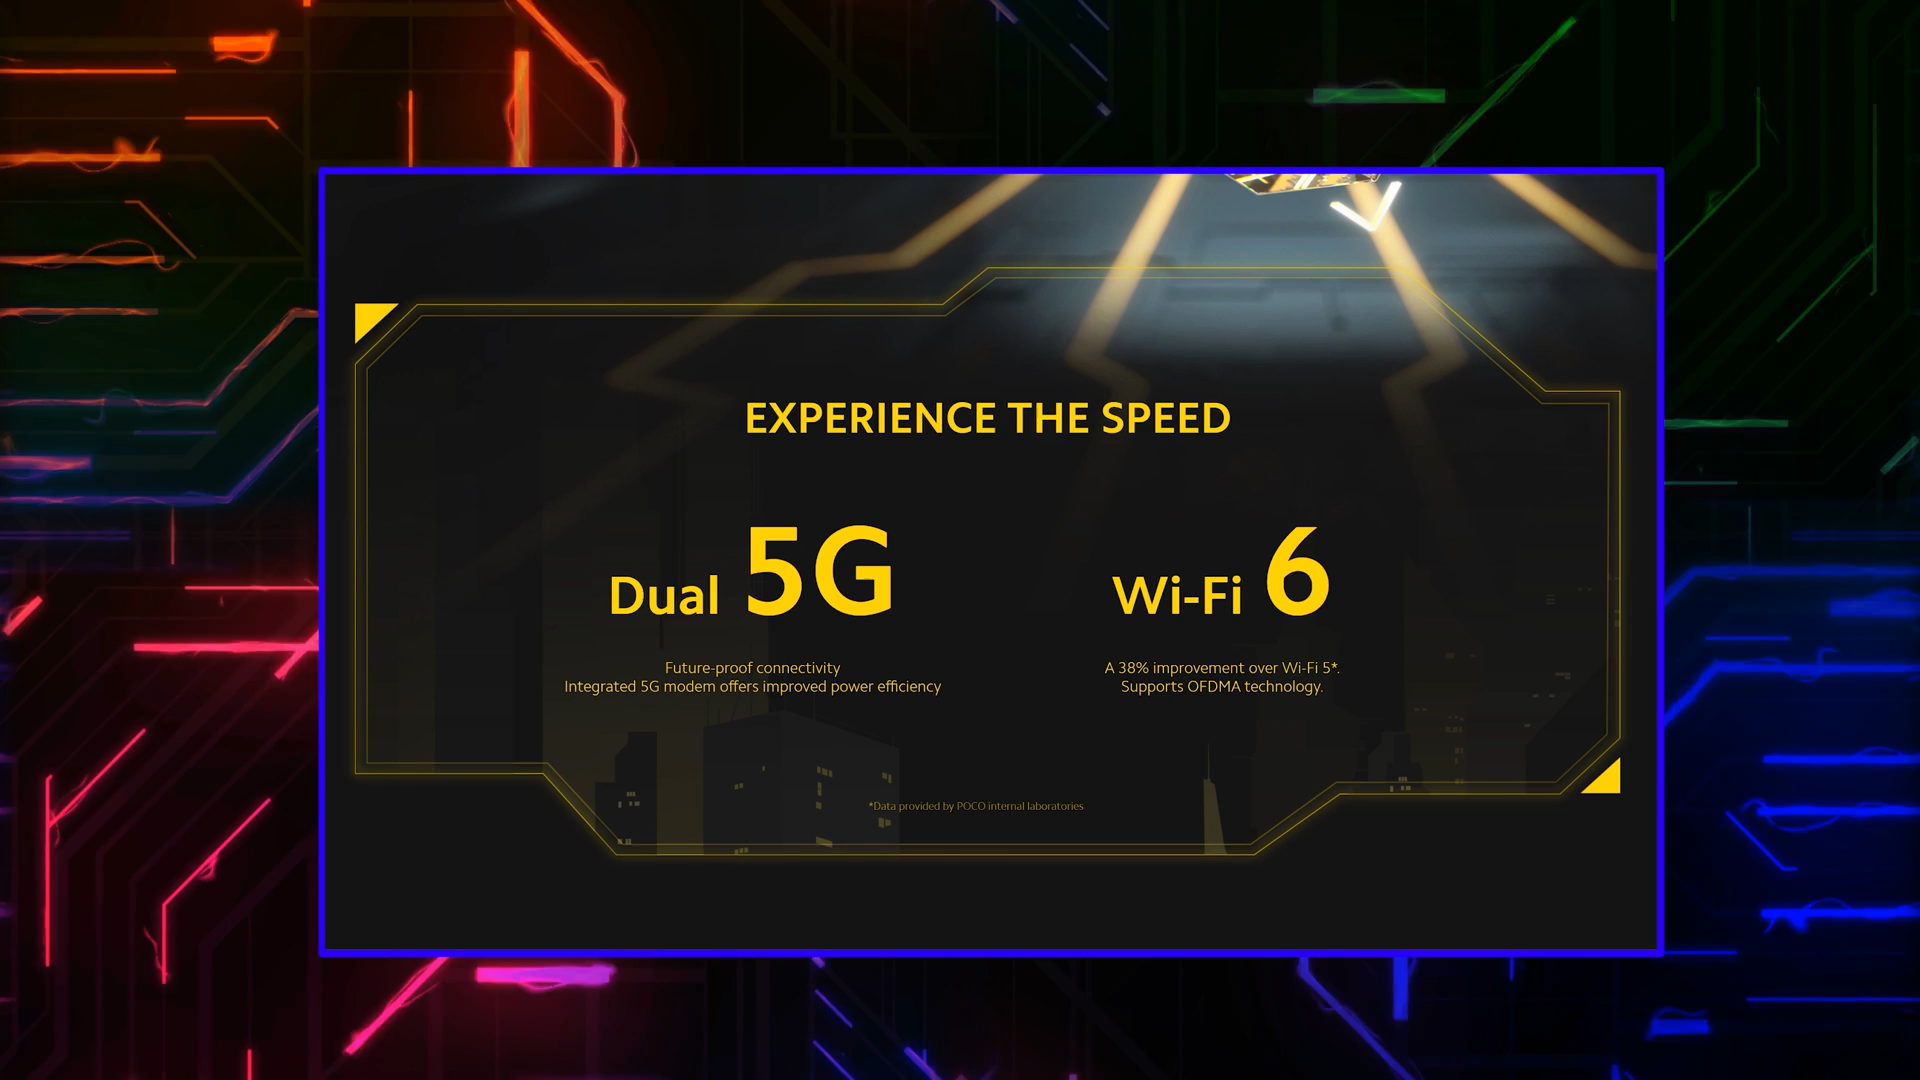 EXPERIENCE THE SPEED
Dual 5G
Future-proof connectivity
Integrated 5G modem offers improved power efficiency
Wi-Fi 6
A 38% improvement over Wi-Fi 5*.
Supports OFDMA technology.
*Data provided by POCO internal laboratories